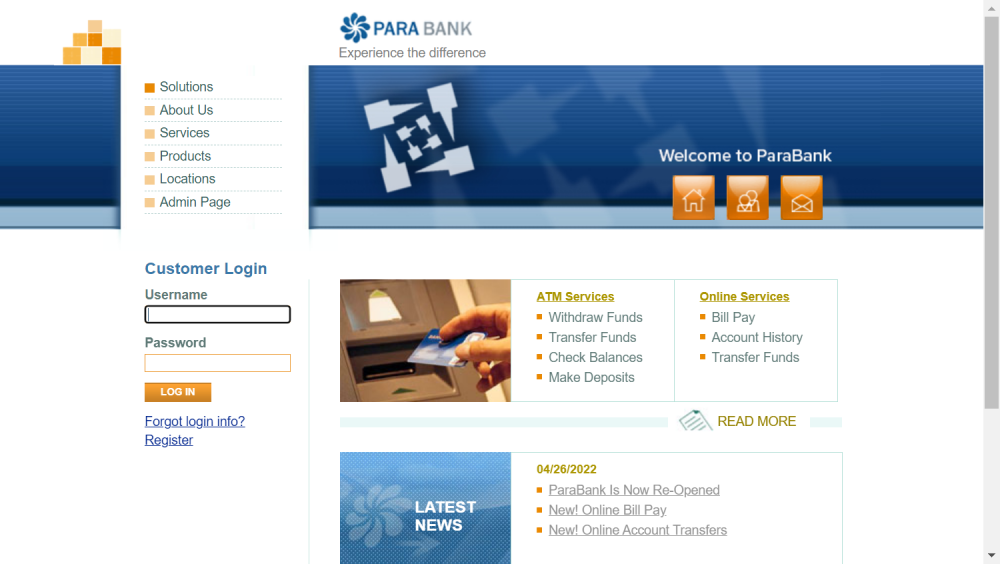 PARA BANK
Experience the difference
Solutions
About Us
Services
Products
Locations
Admin Page
Welcome to ParaBank
Customer Login
Username
Password
LOG IN
Forgot login info?
Register
ATM Services
Withdraw Funds
Transfer Funds
Check Balances
Make Deposits
Online Services
Bill Pay
Account History
Transfer Funds
READ MORE
LATEST
NEWS
04/26/2022
ParaBank Is Now Re-Opened
New! Online Bill Pay
New! Online Account Transfers